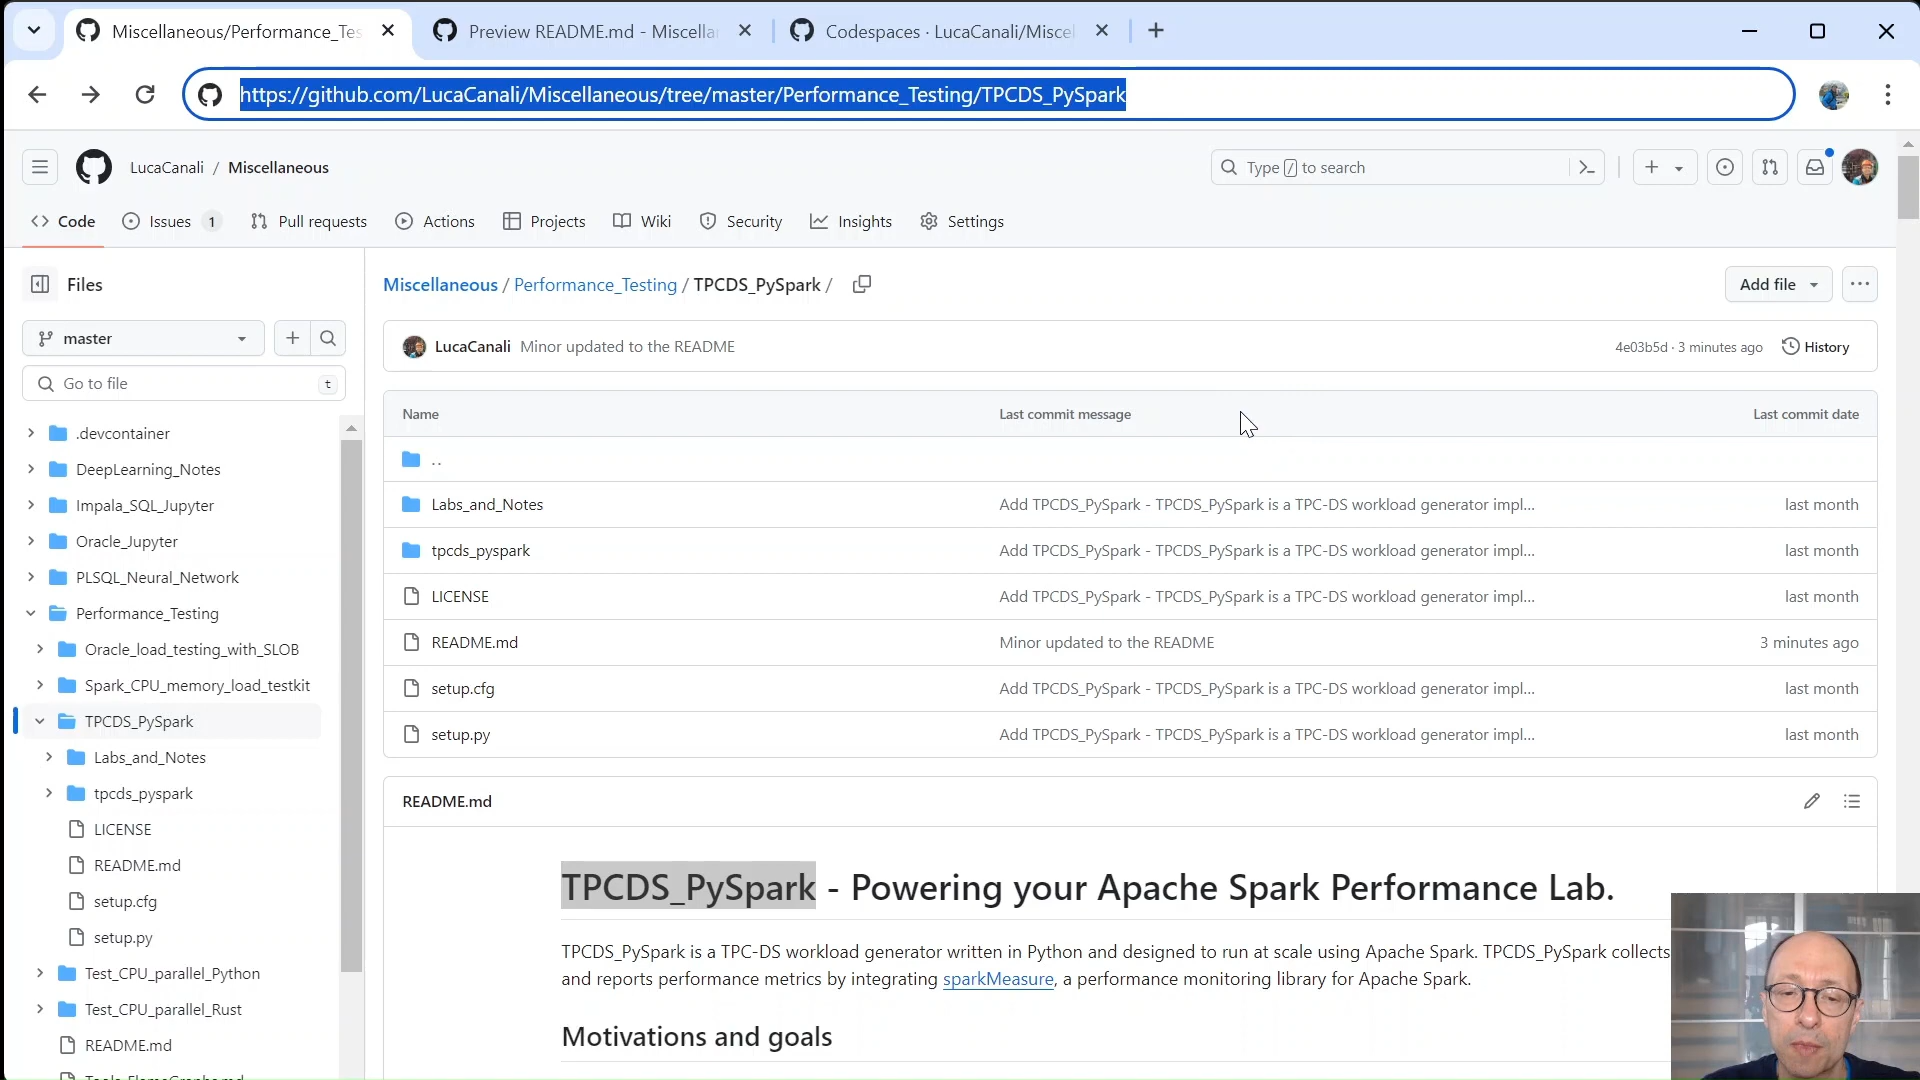 Miscellaneous/Performance_Tes
Preview README.md - Miscella
Codespaces · LucaCanali/Miscel
https://github.com/LucaCanali/Miscellaneous/tree/master/Performance_Testing/TPCDS_PySpark
LucaCanali / Miscellaneous
Type / to search
Code
Issues 1
Pull requests
Actions
Projects
Wiki
Security
Insights
Settings
Files
master
Go to file
t
.devcontainer
DeepLearning_Notes
Impala_SQL_Jupyter
Oracle_Jupyter
PLSQL_Neural_Network
Performance_Testing
Oracle_load_testing_with_SLOB
Spark_CPU_memory_load_testkit
TPCDS_PySpark
Labs_and_Notes
tpcds_pyspark
LICENSE
README.md
setup.cfg
setup.py
Test_CPU_parallel_Python
Test_CPU_parallel_Rust
README.md
Miscellaneous / Performance_Testing / TPCDS_PySpark /
Add file
LucaCanali Minor updated to the README
4e03b5d · 3 minutes ago
History
Name Last commit message Last commit date
..
Labs_and_Notes Add TPCDS_PySpark - TPCDS_PySpark is a TPC-DS workload generator impl... last month
tpcds_pyspark Add TPCDS_PySpark - TPCDS_PySpark is a TPC-DS workload generator impl... last month
LICENSE Add TPCDS_PySpark - TPCDS_PySpark is a TPC-DS workload generator impl... last month
README.md Minor updated to the README 3 minutes ago
setup.cfg Add TPCDS_PySpark - TPCDS_PySpark is a TPC-DS workload generator impl... last month
setup.py Add TPCDS_PySpark - TPCDS_PySpark is a TPC-DS workload generator impl... last month
README.md
TPCDS_PySpark - Powering your Apache Spark Performance Lab.
TPCDS_PySpark is a TPC-DS workload generator written in Python and designed to run at scale using Apache Spark. TPCDS_PySpark collects
and reports performance metrics by integrating sparkMeasure, a performance monitoring library for Apache Spark.
Motivations and goals